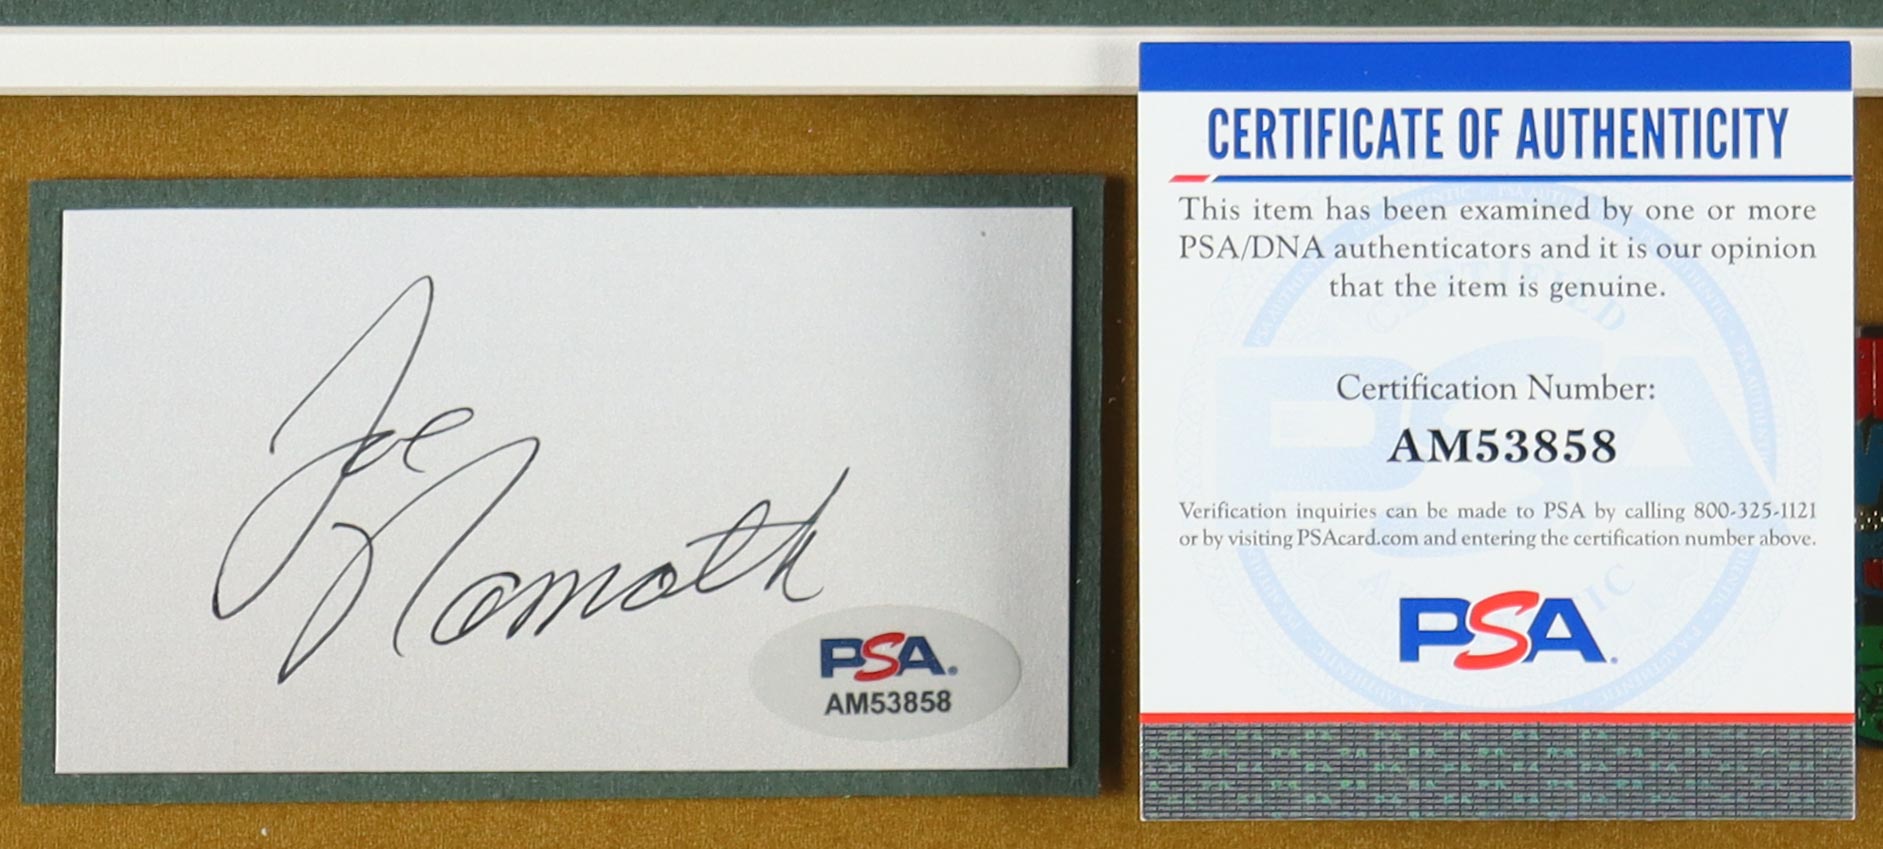 Joe
Namath
PSA
AM53858
CERTIFICATE OF AUTHENTICITY
This item has been examined by one or more
PSA/DNA authenticators and it is our opinion
that the item is genuine.
Certification Number:
AM53858
Verification inquiries can be made to PSA by calling 800-325-1121
or by visiting PSAcard.com and entering the certification number above.
PSA